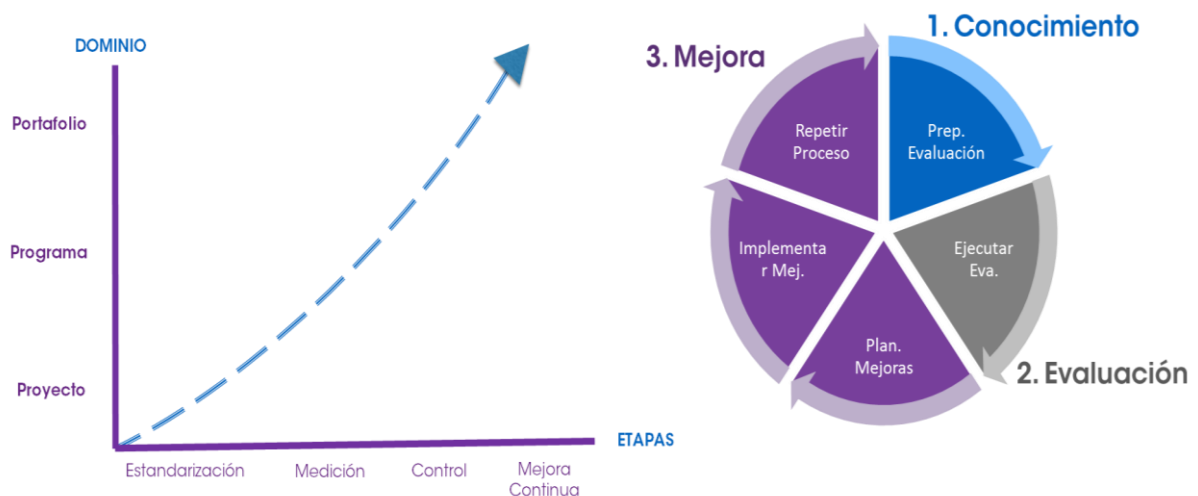 DOMINIO
Portafolio
Programa
Proyecto
ETAPAS
Estandarización
Medición
Control
Mejora
Continua
1. Conocimiento
3. Mejora
Repetir
Proceso
Prep.
Evaluación
Implementa
r Mej.
Ejecutar
Eva.
Plan.
Mejoras
2. Evaluación